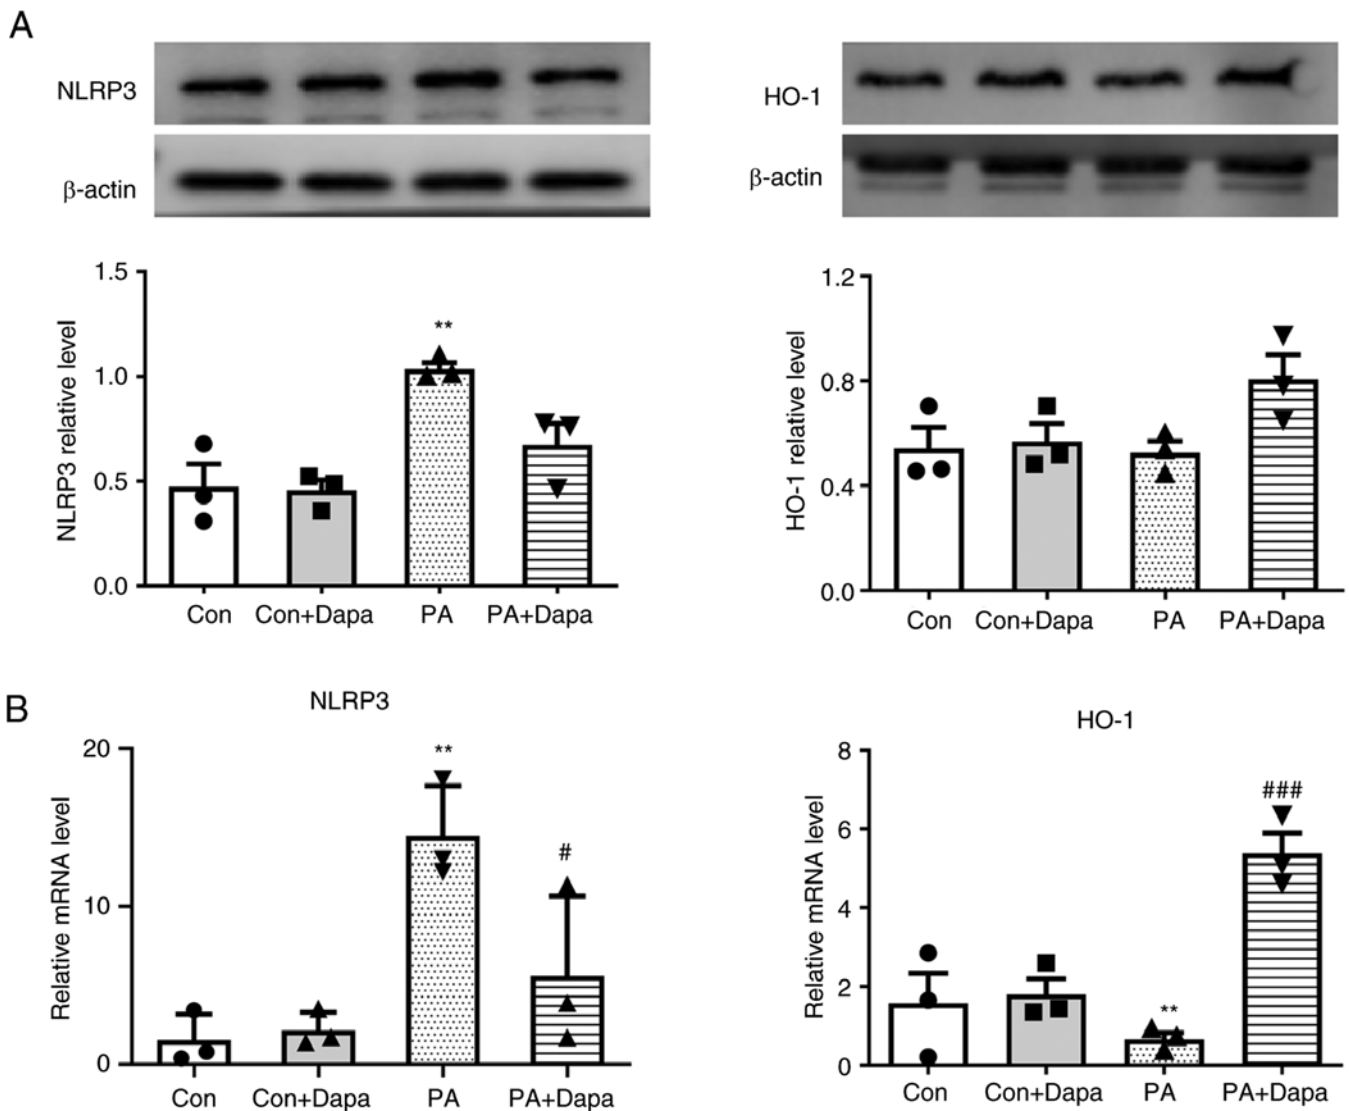 A
NLRP3
β-actin
HO-1
β-actin
NLRP3 relative level
1.5
1.0
0.5
0.0
**
Con Con+Dapa PA PA+Dapa
HO-1 relative level
1.2
0.8
0.4
0.0
Con Con+Dapa PA PA+Dapa
B
NLRP3
Relative mRNA level
20
10
0
**
#
Con Con+Dapa PA PA+Dapa
HO-1
Relative mRNA level
8
6
4
2
0
**
###
Con Con+Dapa PA PA+Dapa